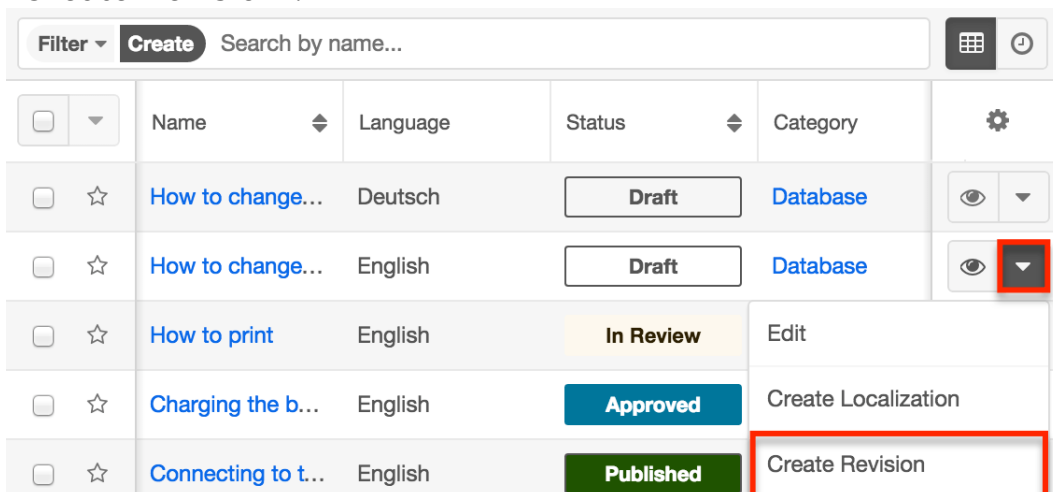 Filter Create Search by name...
Name Language Status Category
How to change... Deutsch Draft Database
How to change... English Draft Database
How to print English In Review Edit
Charging the b... English Approved Create Localization
Connecting to t... English Published Create Revision